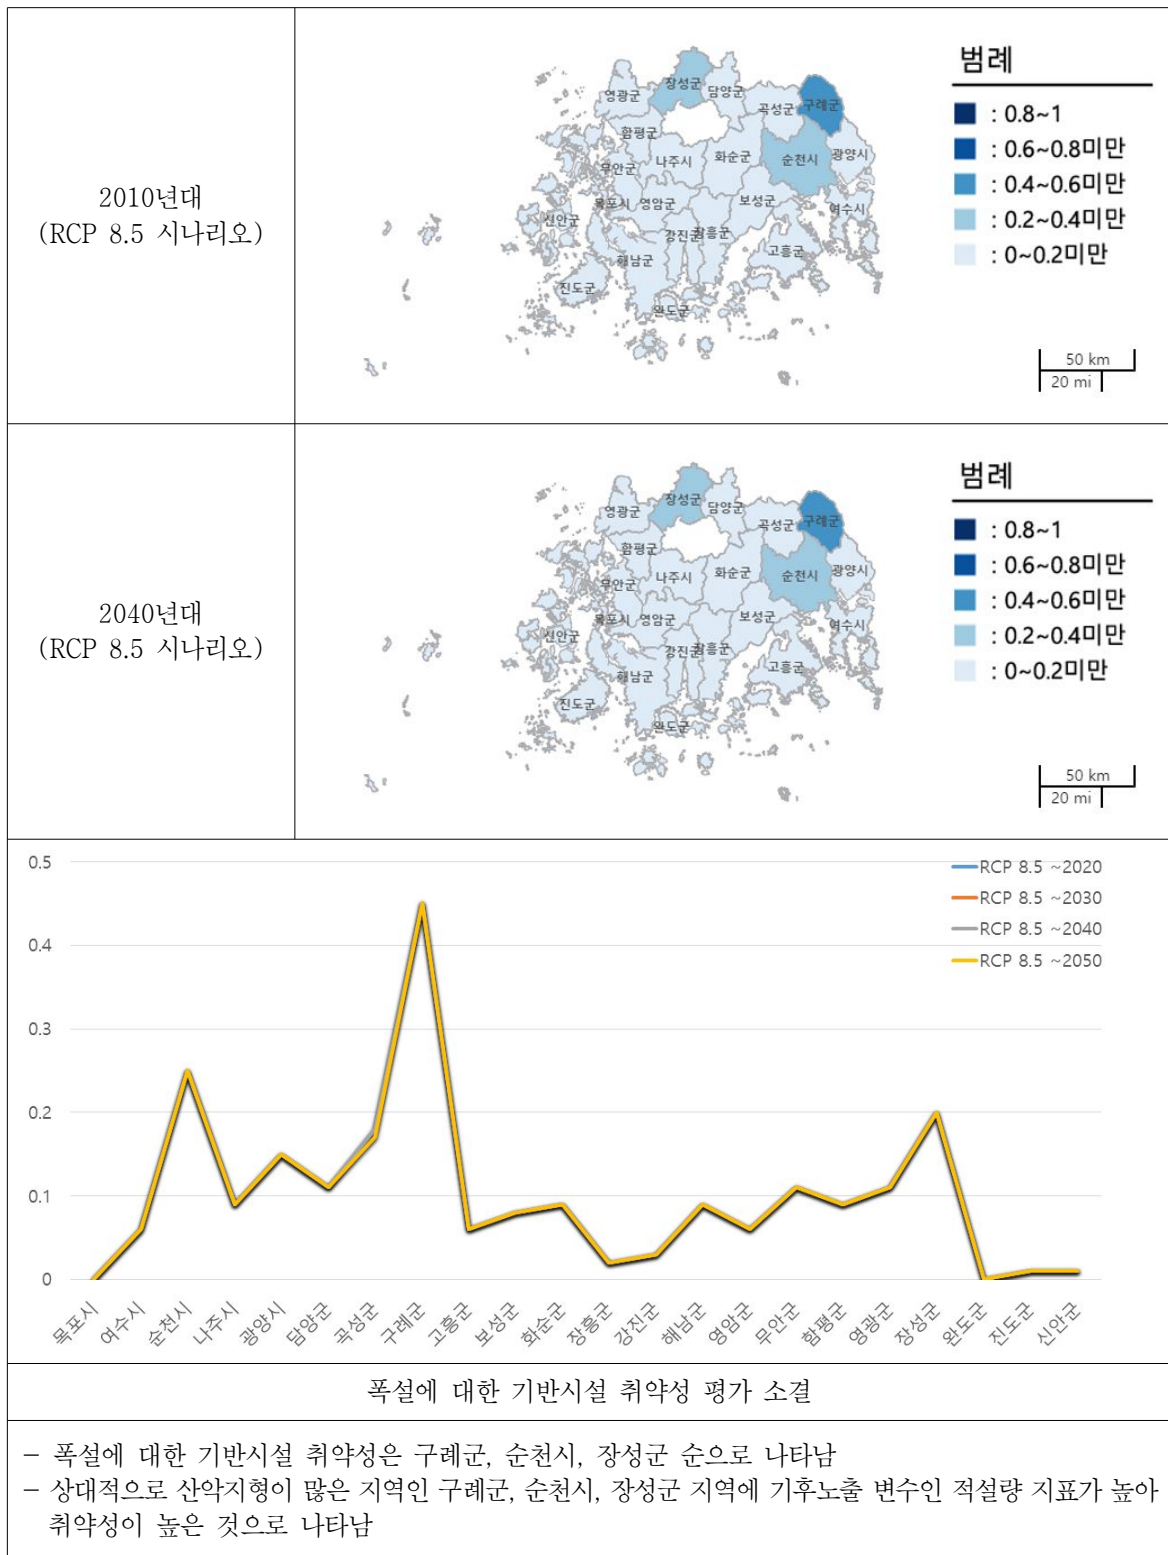 2010년대
(RCP 8.5 시나리오)
영광군
장성군
담양군
곡성군
구례군
함평군
무안군
나주시
화순군
순천시
광양시
신안군
목포시
영암군
보성군
여수시
강진군
장흥군
해남군
고흥군
진도군
완도군
범례
: 0.8~1
: 0.6~0.8미만
: 0.4~0.6미만
: 0.2~0.4미만
: 0~0.2미만
50 km
20 mi
2040년대
(RCP 8.5 시나리오)
영광군
장성군
담양군
곡성군
구례군
함평군
무안군
나주시
화순군
순천시
광양시
신안군
목포시
영암군
보성군
여수시
강진군
장흥군
해남군
고흥군
진도군
완도군
범례
: 0.8~1
: 0.6~0.8미만
: 0.4~0.6미만
: 0.2~0.4미만
: 0~0.2미만
50 km
20 mi
0.5
0.4
0.3
0.2
0.1
0
RCP 8.5 ~2020
RCP 8.5 ~2030
RCP 8.5 ~2040
RCP 8.5 ~2050
목포시
여수시
순천시
나주시
광양시
담양군
곡성군
구례군
고흥군
보성군
화순군
장흥군
강진군
해남군
영암군
무안군
함평군
영광군
장성군
완도군
진도군
신안군
폭설에 대한 기반시설 취약성 평가 소결
- 폭설에 대한 기반시설 취약성은 구례군, 순천시, 장성군 순으로 나타남
- 상대적으로 산악지형이 많은 지역인 구례군, 순천시, 장성군 지역에 기후노출 변수인 적설량 지표가 높아
취약성이 높은 것으로 나타남